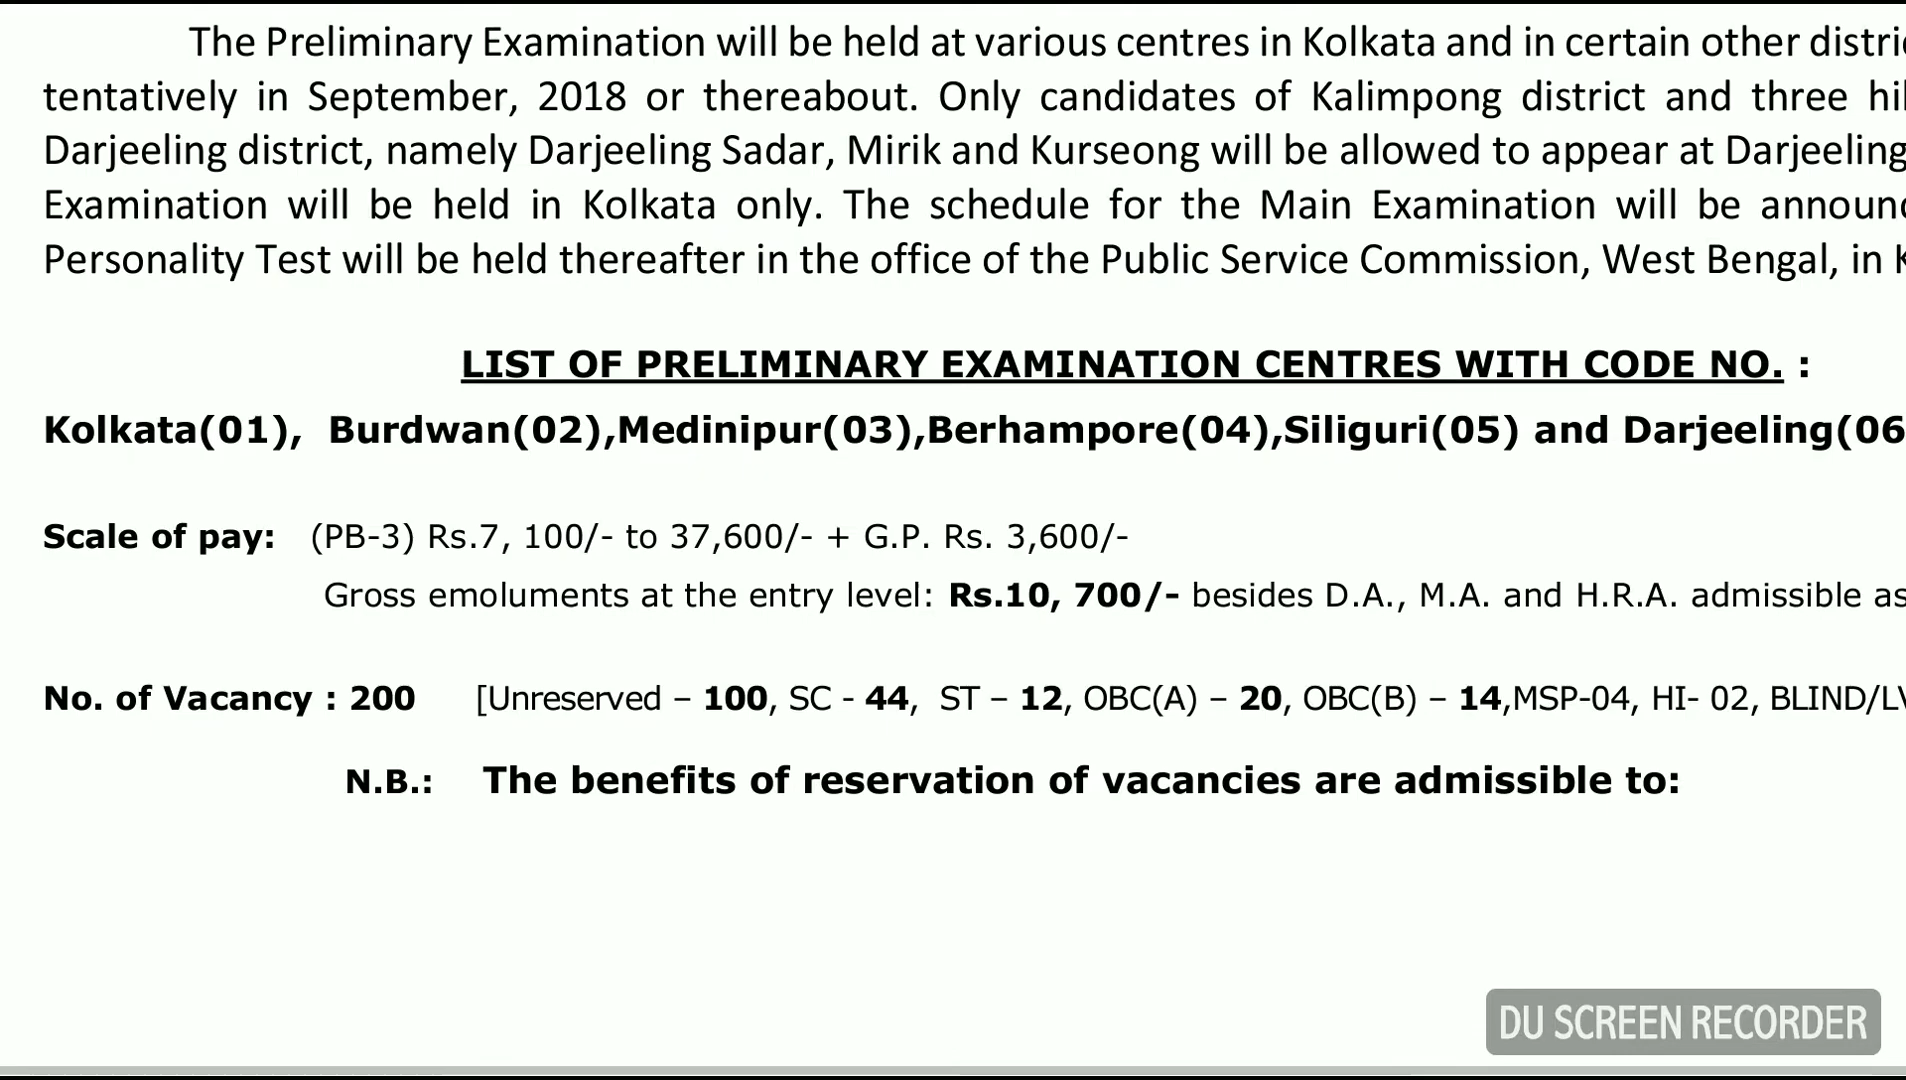 The Preliminary Examination will be held at various centres in Kolkata and in certain other
tentatively in September, 2018 or thereabout. Only candidates of Kalimpong district and three
Darjeeling district, namely Darjeeling Sadar, Mirik and Kurseong will be allowed to appear at Darjeeling
Examination will be held in Kolkata only. The schedule for the Main Examination will be
Personality Test will be held thereafter in the office of the Public Service Commission, West Bengal, in
LIST OF PRELIMINARY EXAMINATION CENTRES WITH CODE NO. :
Kolkata(01), Burdwan(02),Medinipur(03),Berhampore(04),Siliguri(05) and Darjeeling(06
Scale of pay: (PB-3) Rs.7, 100/- to 37,600/- + G.P. Rs. 3,600/-
Gross emoluments at the entry level: Rs.10, 700/- besides D.A., M.A. and H.R.A. admissible as
No. of Vacancy : 200 [Unreserved – 100, SC - 44, ST – 12, OBC(A) – 20, OBC(B) – 14,MSP-04, HI- 02, BLIND/LV
N.B.: The benefits of reservation of vacancies are admissible to:
DU SCREEN RECORDER